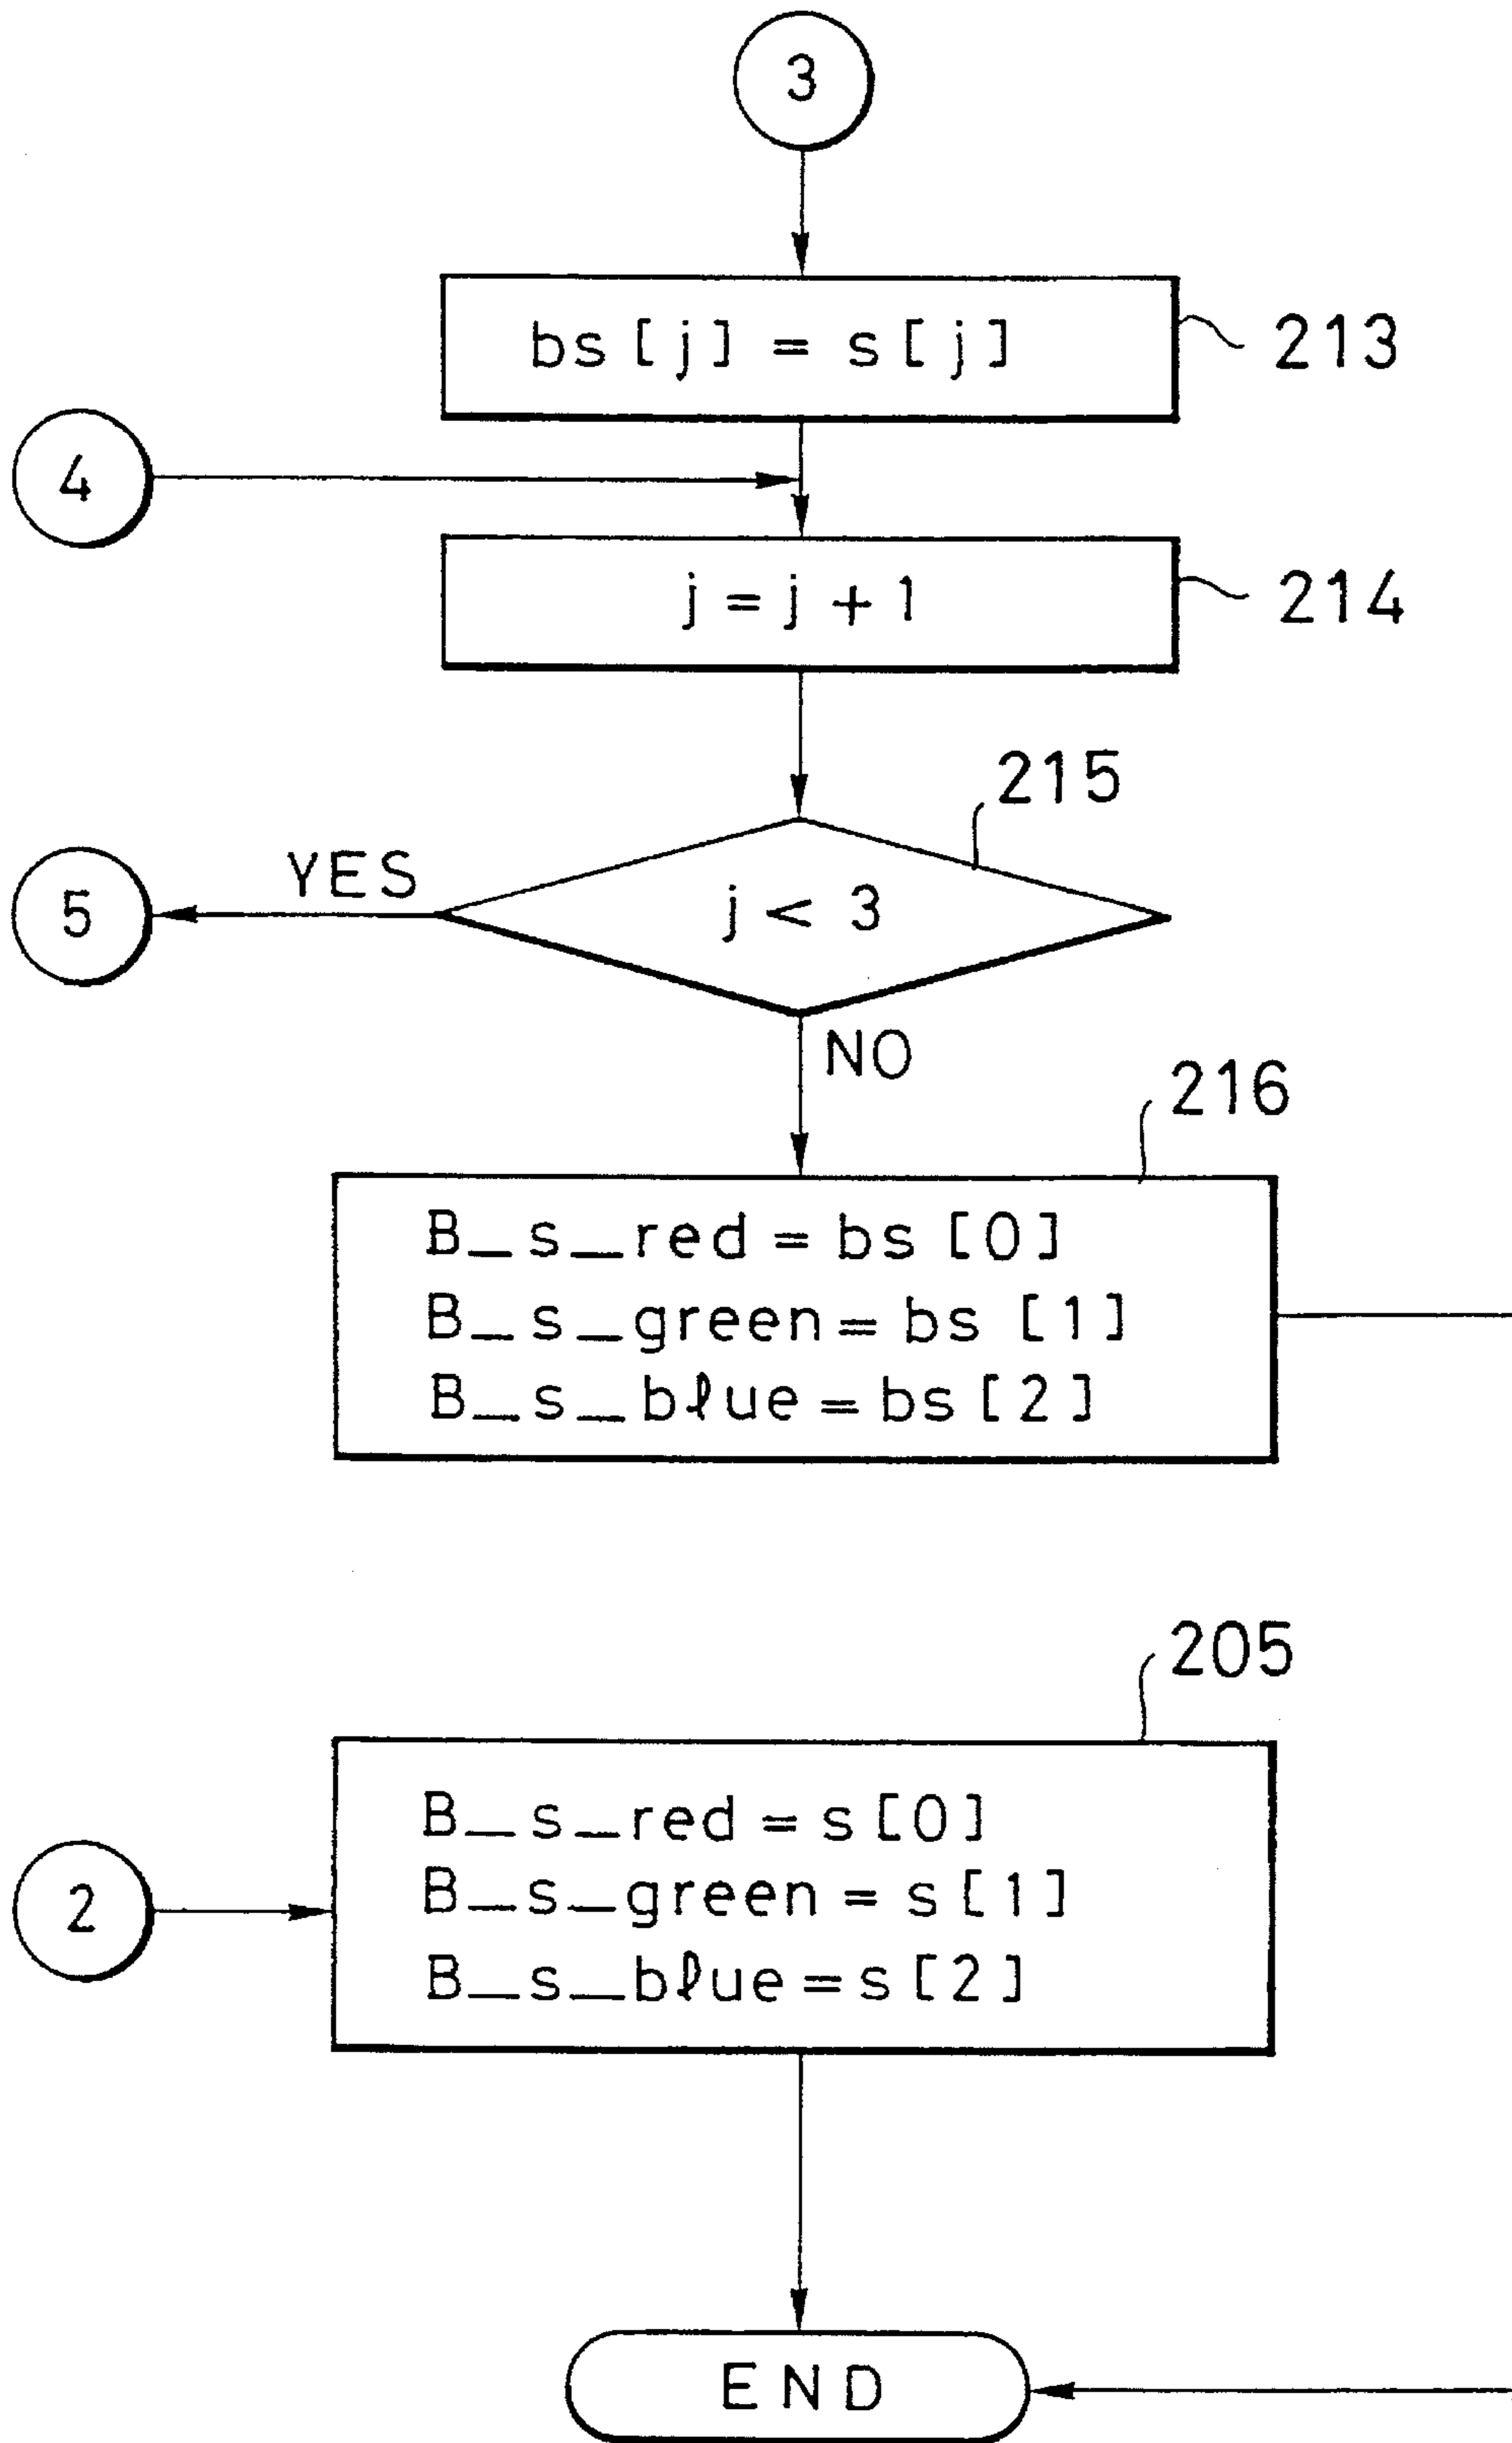 3
bs[j] = s[j]
213
4
j = j + 1
214
215
YES
j < 3
5
NO
216
B_s_red = bs[0]
B_s_green = bs[1]
B_s_blue = bs[2]
205
B_s_red = s[0]
B_s_green = s[1]
B_s_blue = s[2]
2
END